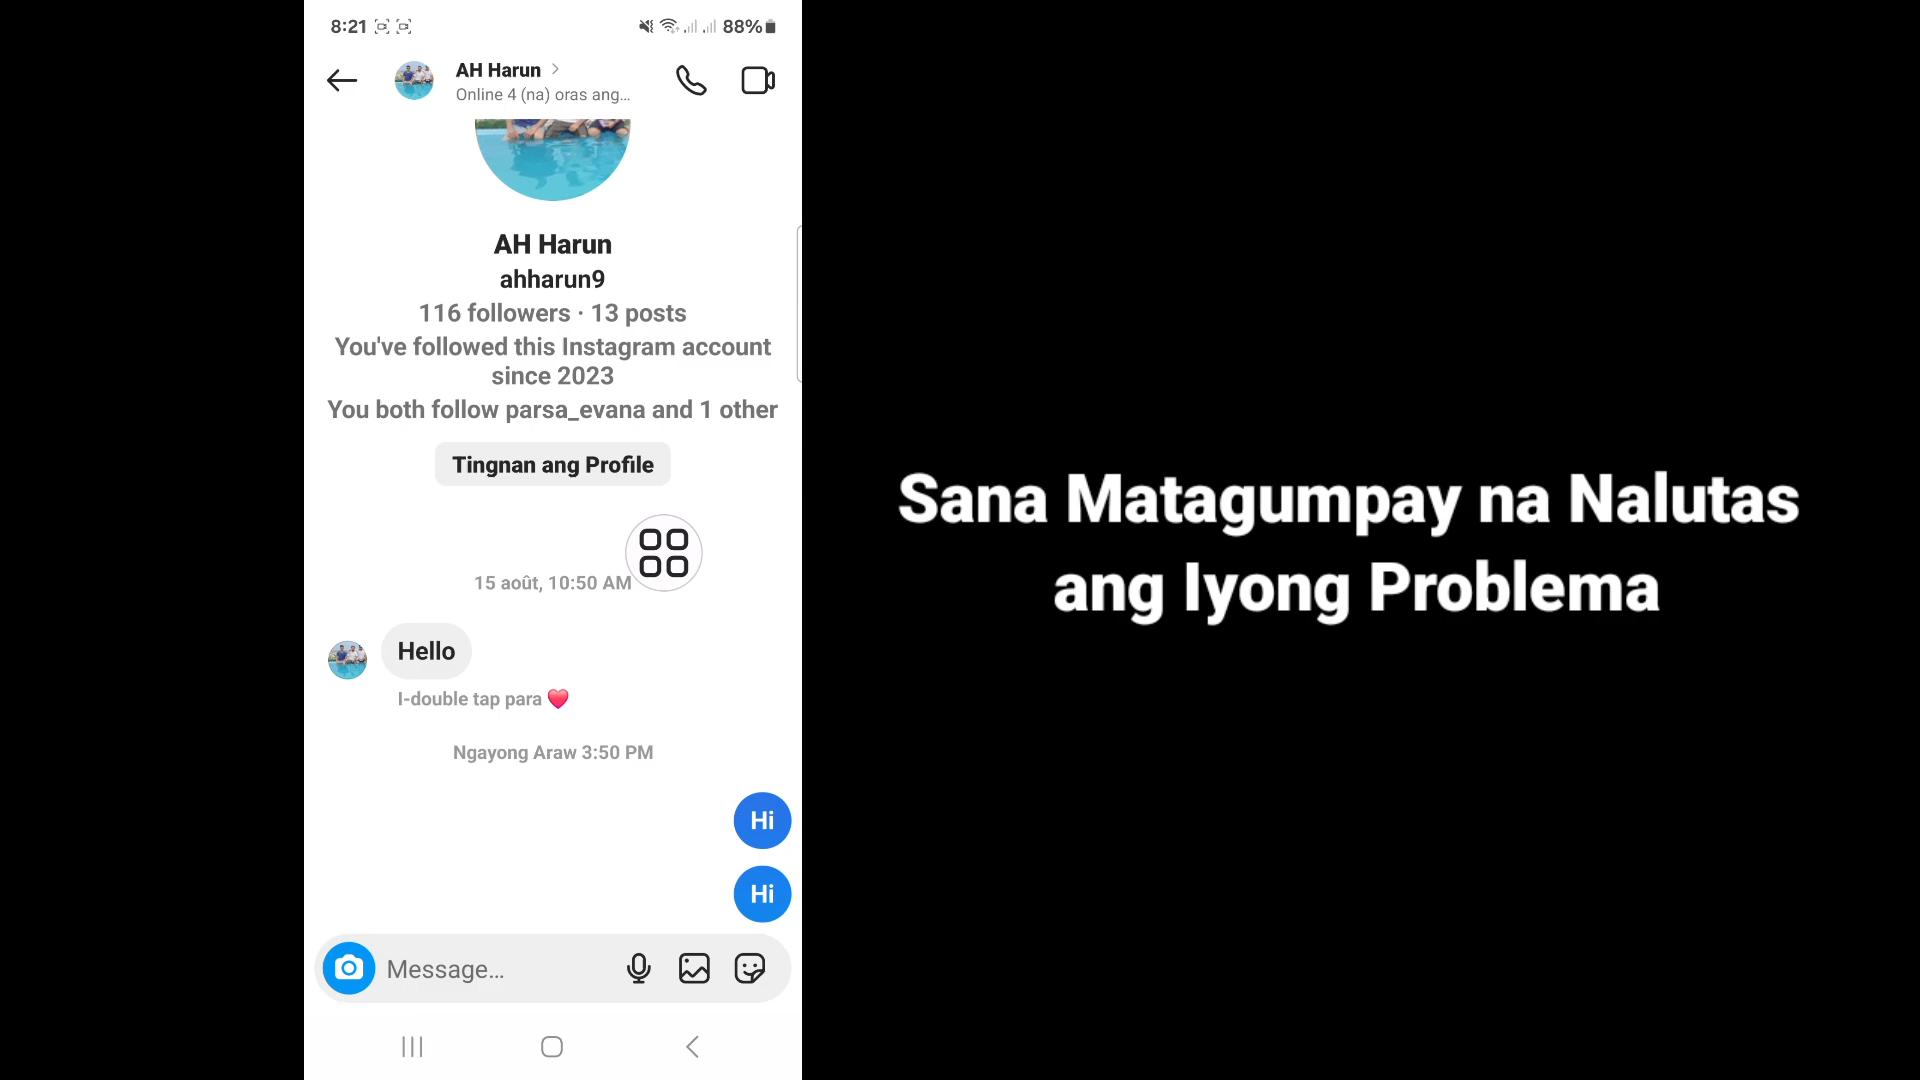 8:21
88%
AH Harun
Online 4 (na) oras ang...
AH Harun
ahharun9
116 followers · 13 posts
You've followed this Instagram account
since 2023
You both follow parsa_evana and 1 other
Tingnan ang Profile
15 août, 10:50 AM
Hello
I-double tap para ❤️
Ngayong Araw 3:50 PM
Hi
Hi
Message...
Sana Matagumpay na Nalutas
ang Iyong Problema